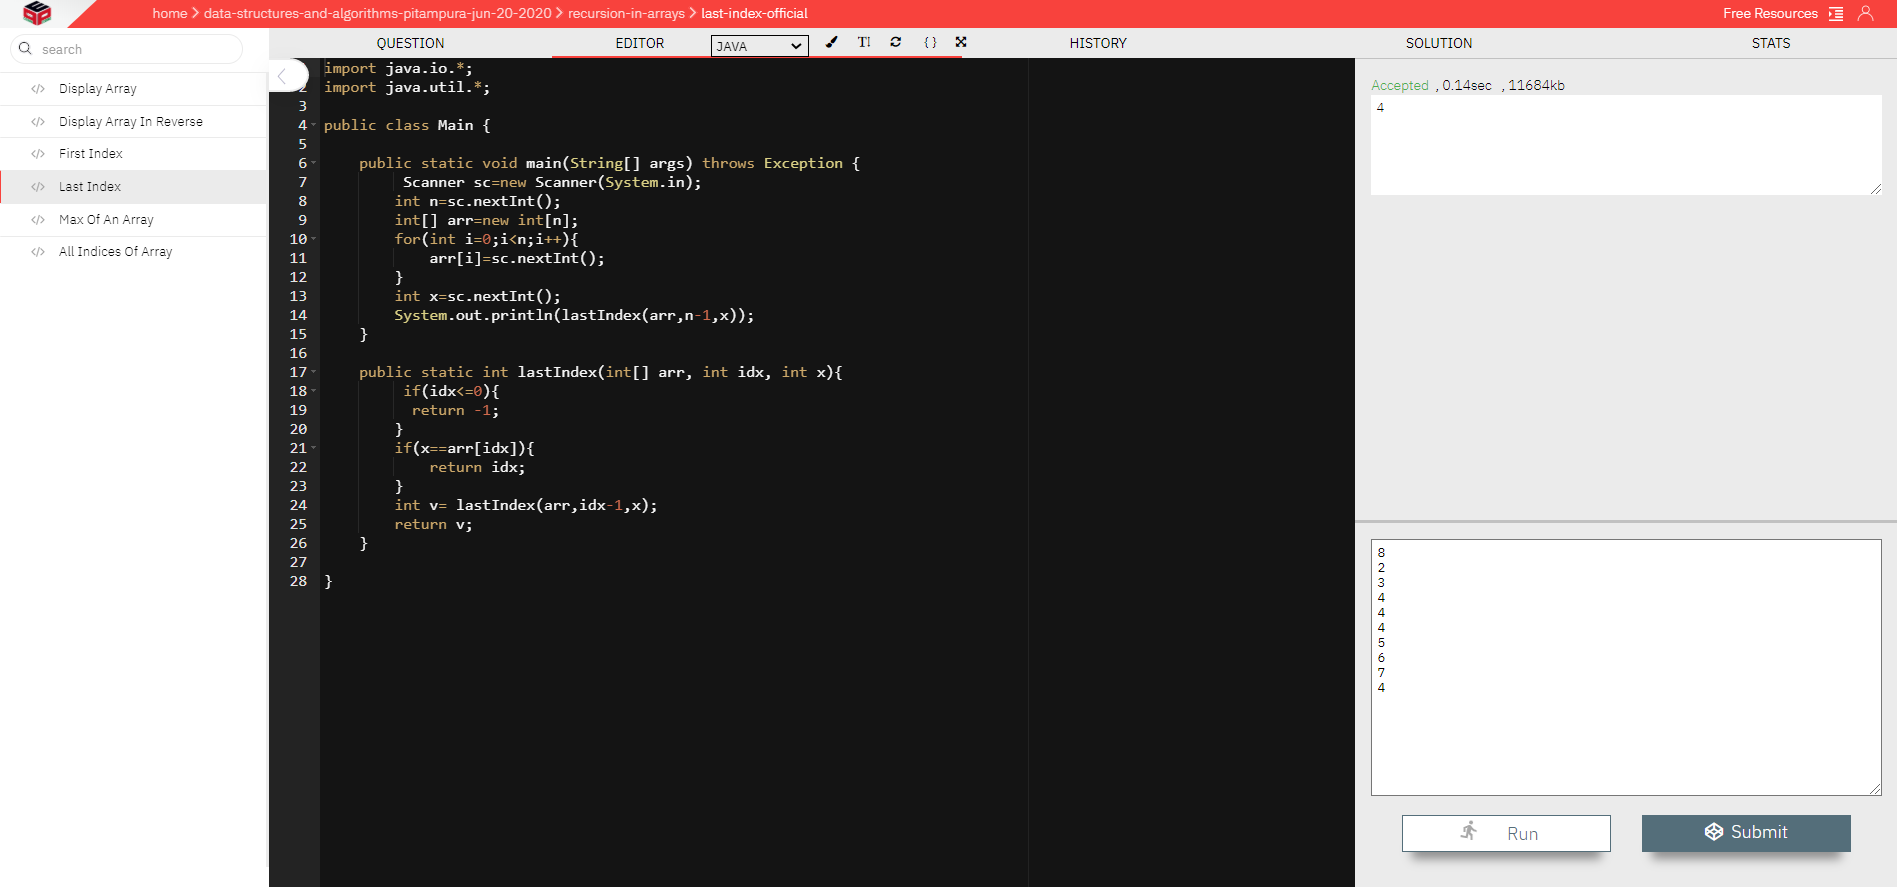 home > data-structures-and-algorithms-pitampura-jun-20-2020 > recursion-in-arrays > last-index-official
Free Resources
search
Display Array
Display Array In Reverse
First Index
Last Index
Max Of An Array
All Indices Of Array
QUESTION
EDITOR
JAVA
TI
{ }
HISTORY
SOLUTION
STATS
import java.io.*;
2 import java.util.*;
3
4 public class Main {
5
6 public static void main(String[] args) throws Exception {
7 Scanner sc=new Scanner(System.in);
8 int n=sc.nextInt();
9 int[] arr=new int[n];
10 for(int i=0;i<n;i++){
11 arr[i]=sc.nextInt();
12 }
13 int x=sc.nextInt();
14 System.out.println(lastIndex(arr,n-1,x));
15 }
16
17 public static int lastIndex(int[] arr, int idx, int x){
18 if(idx<=0){
19 return -1;
20 }
21 if(x==arr[idx]){
22 return idx;
23 }
24 int v= lastIndex(arr,idx-1,x);
25 return v;
26 }
27
28 }
Accepted , 0.14sec , 11684kb
4
8
2
3
4
4
4
5
6
7
4
Run
Submit